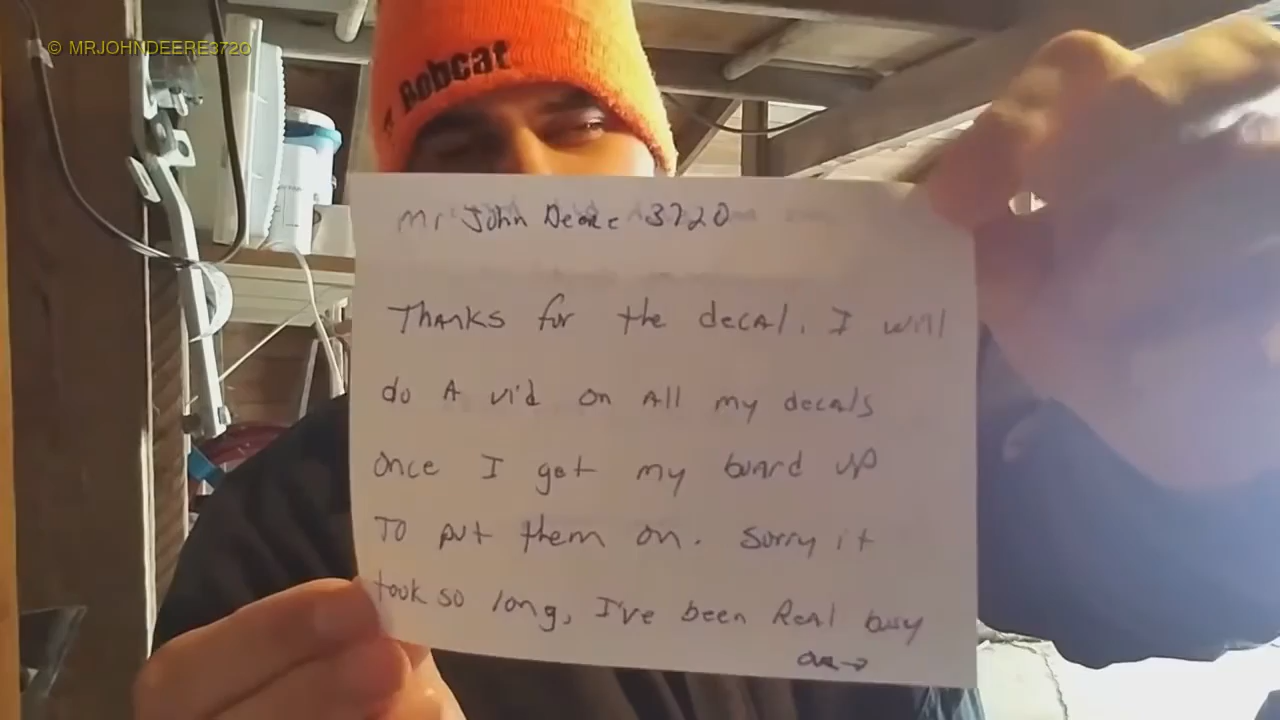 © MRJOHNDEERE3720
Bobcat
Mr John Deere 3720
Thanks for the decal. I will
do A vid on All my decals
once I get my board up
To put them on. Sorry it
took so long, I've been Real busy
over →